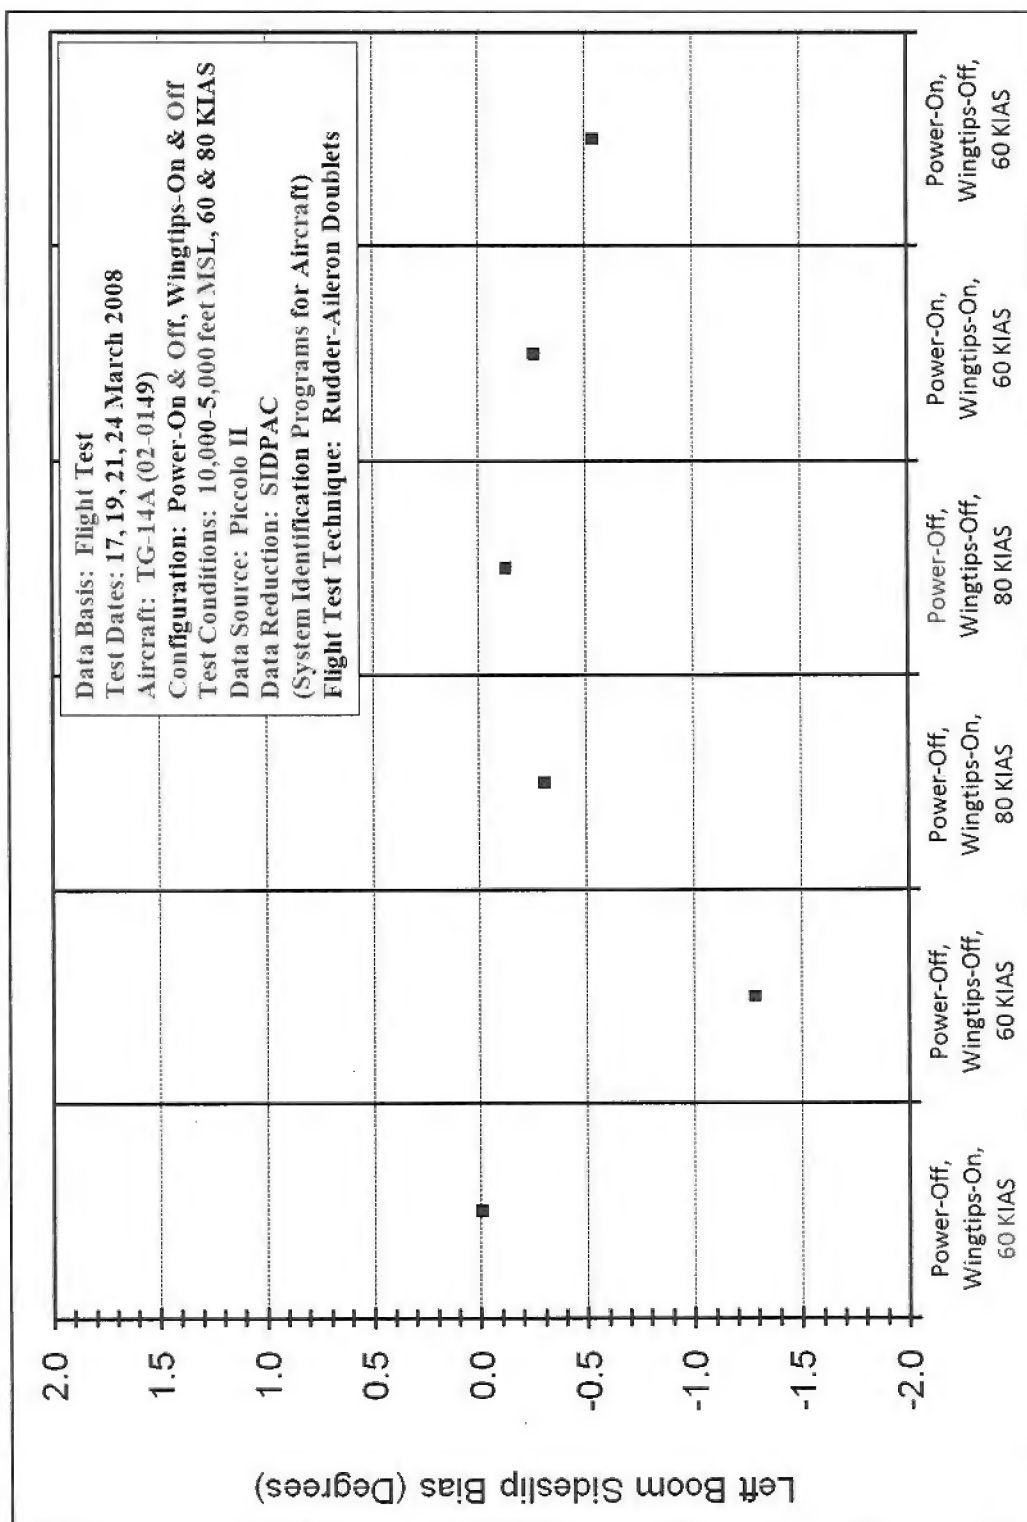 Data Basis: Flight Test
Test Dates: 17, 19, 21, 24 March 2008
Aircraft: TG-14A (02-0149)
Configuration: Power-On & Off, Wingtips-On & Off
Test Conditions: 10,000-5,000 feet MSL, 60 & 80 KIAS
Data Source: Piccolo II
Data Reduction: SIDPAC
(System Identification Programs for Aircraft)
Flight Test Technique: Rudder-Aileron Doublets
Left Boom Sideslip Bias (Degrees)
2.0
1.5
1.0
0.5
0.0
-0.5
-1.0
-1.5
-2.0
Power-Off,
Wingtips-On,
60 KIAS
Power-Off,
Wingtips-Off,
60 KIAS
Power-Off,
Wingtips-On,
80 KIAS
Power-Off,
Wingtips-Off,
80 KIAS
Power-On,
Wingtips-On,
60 KIAS
Power-On,
Wingtips-Off,
60 KIAS